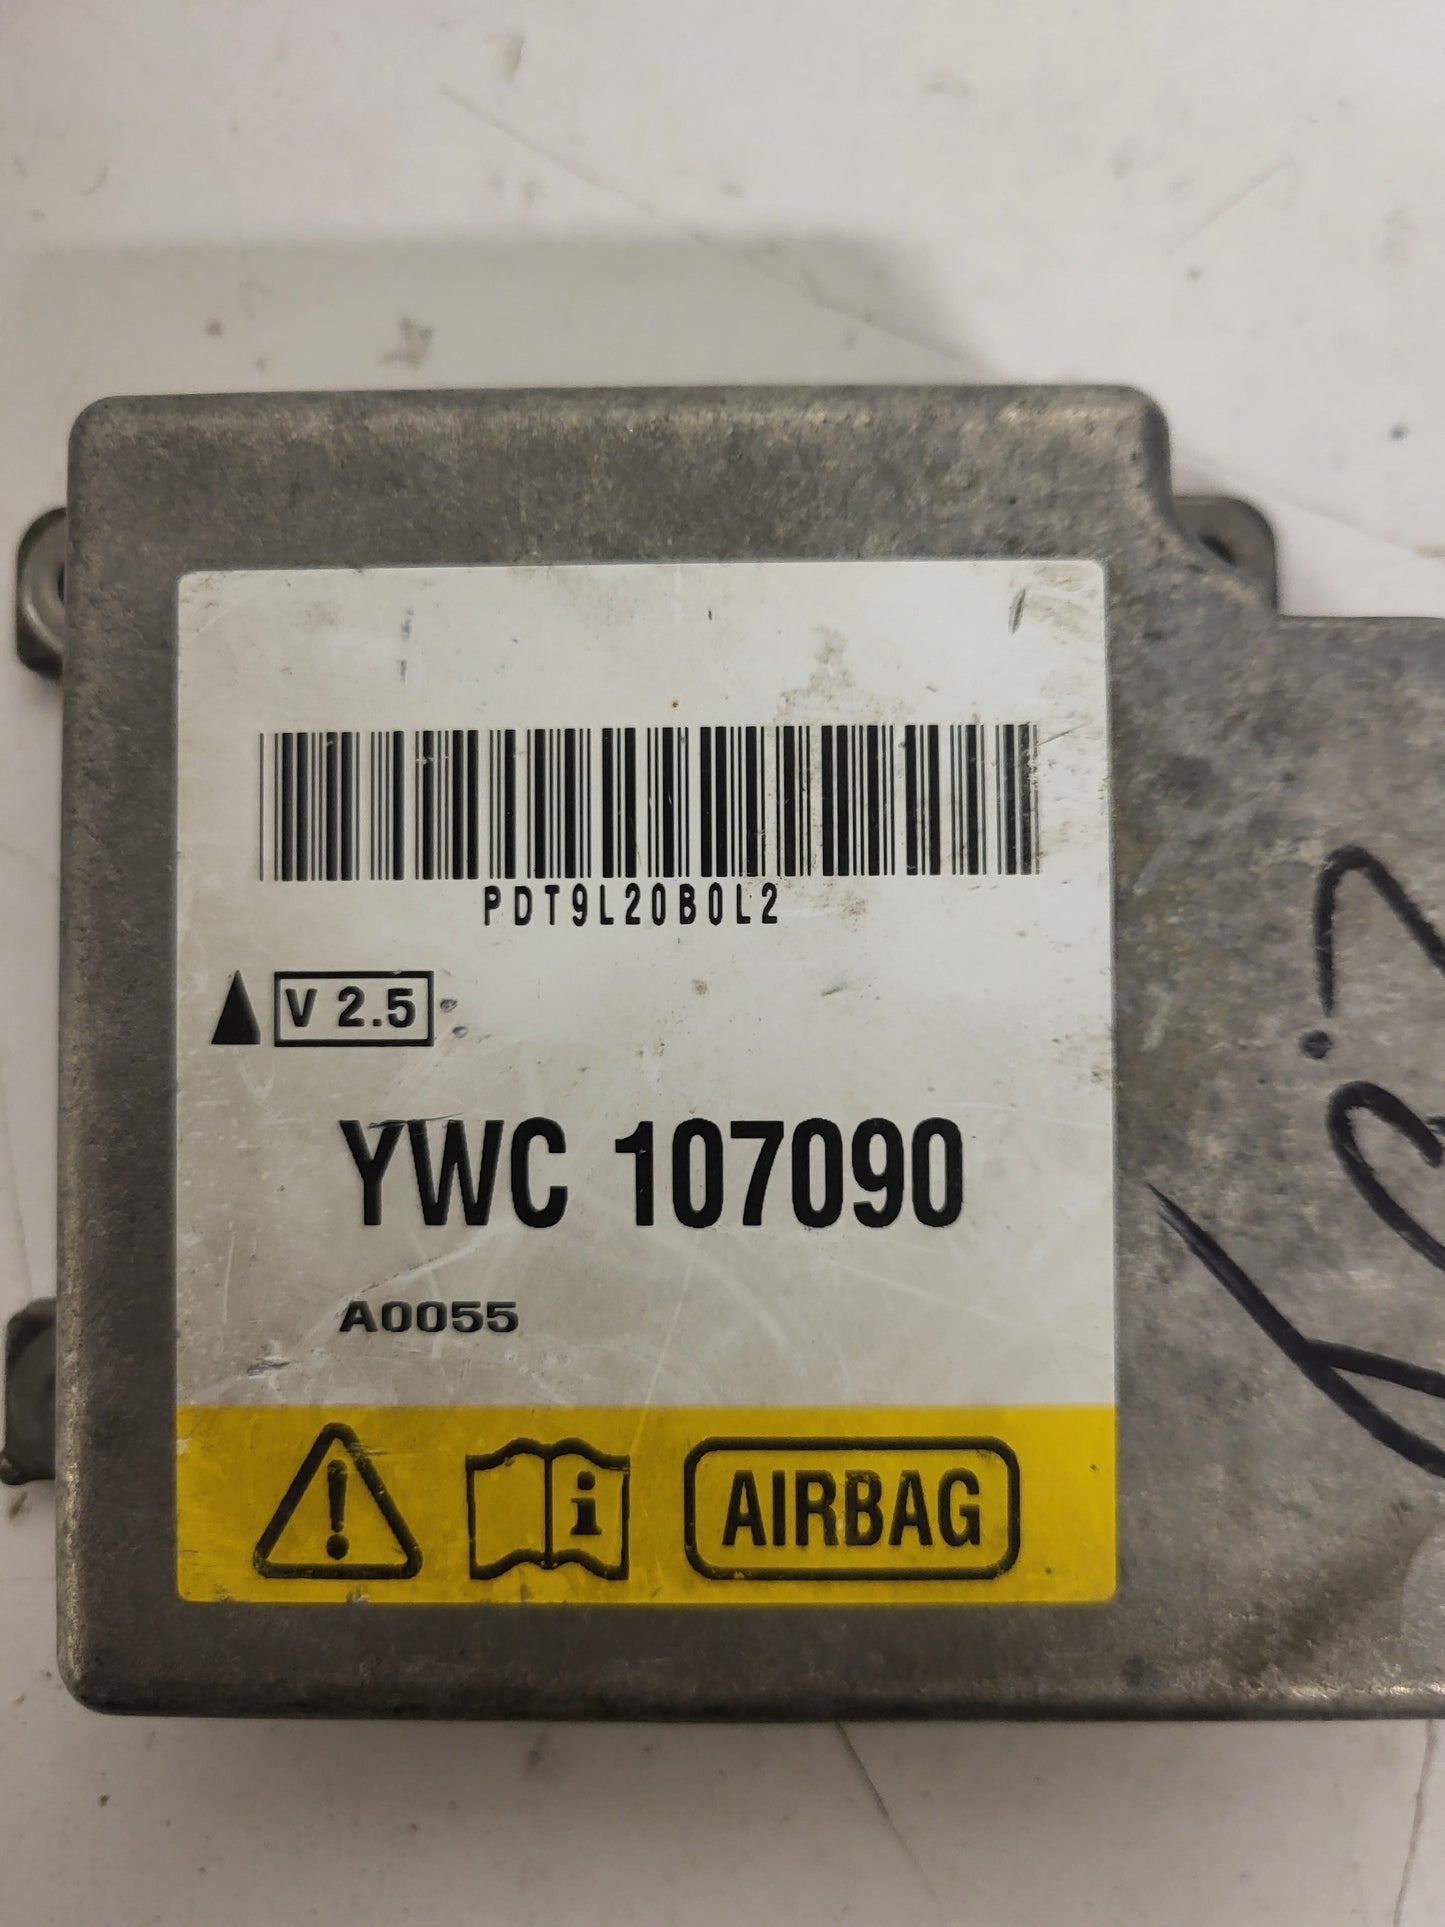 PDT9L20B0L2
V 2.5
YWC 107090
A0055
i AIRBAG